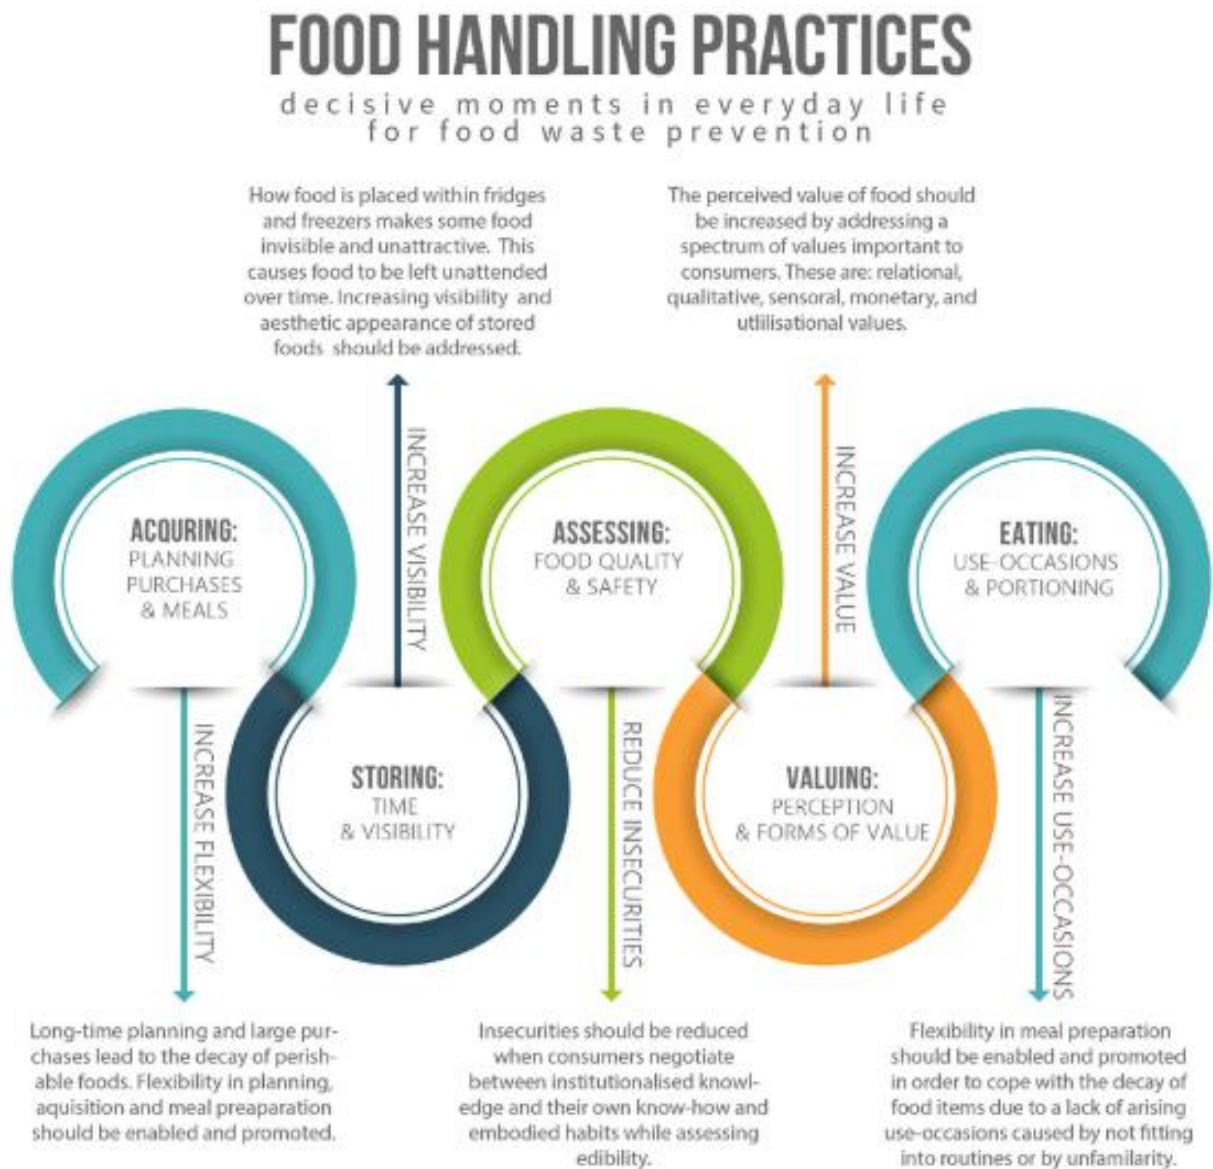 FOOD HANDLING PRACTICES
decisive moments in everyday life
for food waste prevention
How food is placed within fridges
and freezers makes some food
invisible and unattractive. This
causes food to be left unattended
over time. Increasing visibility and
aesthetic appearance of stored
foods should be addressed.
The perceived value of food should
be increased by addressing a
spectrum of values important to
consumers. These are: relational,
qualitative, sensoral, monetary, and
utlilisational values.
ACQURING:
PLANNING
PURCHASES
& MEALS
INCREASE VISIBILITY
ASSESSING:
FOOD QUALITY
& SAFETY
INCREASE VALUE
EATING:
USE-OCCASIONS
& PORTIONING
INCREASE FLEXIBILITY
STORING:
TIME
& VISIBILITY
REDUCE INSECURITIES
VALUING:
PERCEPTION
& FORMS OF VALUE
INCREASE USE-OCCASIONS
Long-time planning and large pur-
chases lead to the decay of perish-
able foods. Flexibility in planning,
aquisition and meal preaparation
should be enabled and promoted.
Insecurities should be reduced
when consumers negotiate
between institutionalised knowl-
edge and their own know-how and
embodied habits while assessing
edibility.
Flexibility in meal preparation
should be enabled and promoted
in order to cope with the decay of
food items due to a lack of arising
use-occasions caused by not fitting
into routines or by unfamilarity.